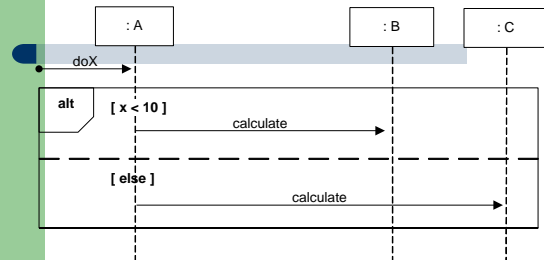 : A
: B
: C
doX
alt
[ x < 10 ]
calculate
[ else ]
calculate